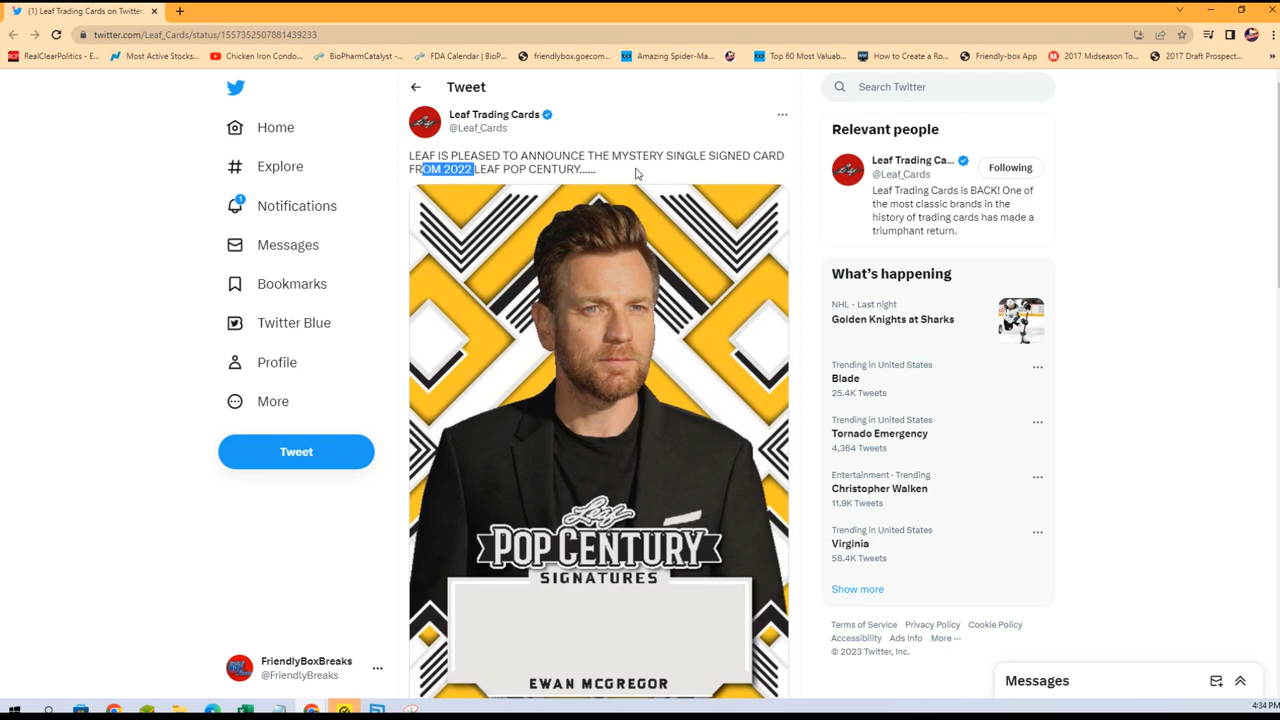 (1) Leaf Trading Cards on Twitter
twitter.com/Leaf_Cards/status/1557352507881439233
RealClearPolitics - E...
Most Active Stocks...
Chicken Iron Condo...
BioPharmCatalyst -...
FDA Calendar | BioP...
friendlybox.goecom...
Amazing Spider-Ma...
Top 60 Most Valuab...
How to Create a Ro...
Friendly-box App
2017 Midseason To...
2017 Draft Prospect...
Tweet
Search Twitter
Leaf Trading Cards
@Leaf_Cards
LEAF IS PLEASED TO ANNOUNCE THE MYSTERY SINGLE SIGNED CARD
FROM 2022 LEAF POP CENTURY......
Home
Explore
1
Notifications
Messages
Bookmarks
Twitter Blue
Profile
More
Tweet
FriendlyBoxBreaks
@FriendlyBreaks
Leaf
POP CENTURY
SIGNATURES
EWAN MCGREGOR
Relevant people
Leaf Trading Ca...
@Leaf_Cards
Following
Leaf Trading Cards is BACK! One of
the most classic brands in the
history of trading cards has made a
triumphant return.
What's happening
NHL · Last night
Golden Knights at Sharks
Trending in United States
Blade
25.4K Tweets
Trending in United States
Tornado Emergency
4,364 Tweets
Entertainment · Trending
Christopher Walken
11.9K Tweets
Trending in United States
Virginia
58.4K Tweets
Show more
Terms of Service Privacy Policy Cookie Policy
Accessibility Ads info More ···
© 2023 Twitter, Inc.
Messages
4:34 PM